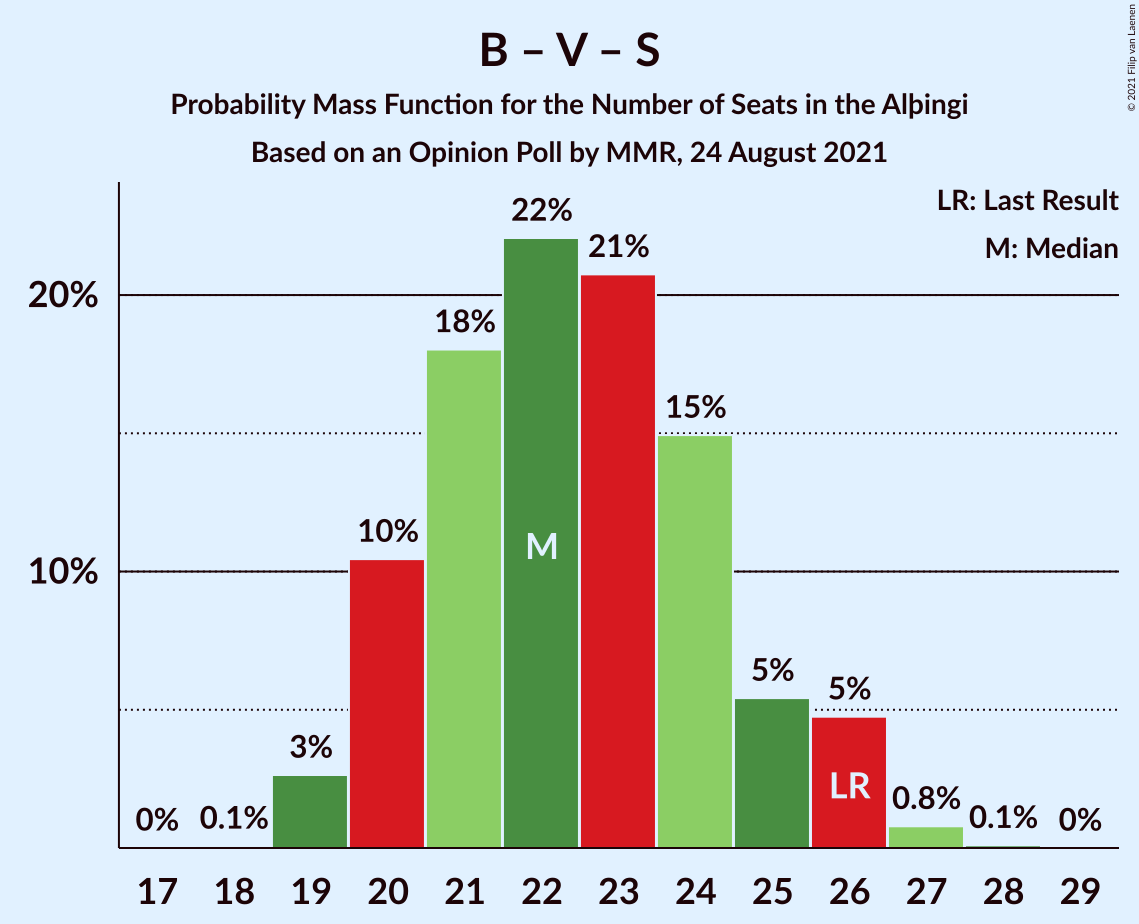 B – V – S
Probability Mass Function for the Number of Seats in the Alþingi
Based on an Opinion Poll by MMR, 24 August 2021
© 2021 Filip van Laenen
LR: Last Result
M: Median
20%
10%
0%
0.1%
3%
10%
18%
22%
21%
15%
5%
5%
0.8%
0.1%
0%
M
LR
17 18 19 20 21 22 23 24 25 26 27 28 29